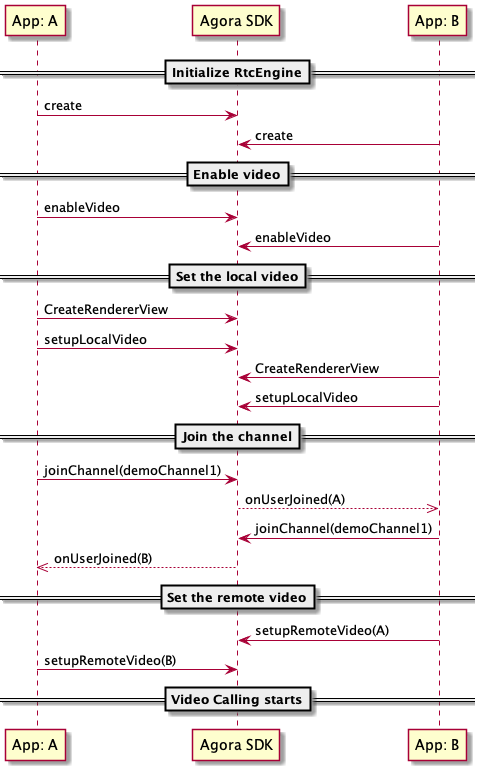 App: A
Agora SDK
App: B
Initialize RtcEngine
create
create
Enable video
enableVideo
enableVideo
Set the local video
CreateRendererView
setupLocalVideo
CreateRendererView
setupLocalVideo
Join the channel
joinChannel(demoChannel1)
onUserJoined(A)
joinChannel(demoChannel1)
onUserJoined(B)
Set the remote video
setupRemoteVideo(A)
setupRemoteVideo(B)
Video Calling starts
App: A
Agora SDK
App: B